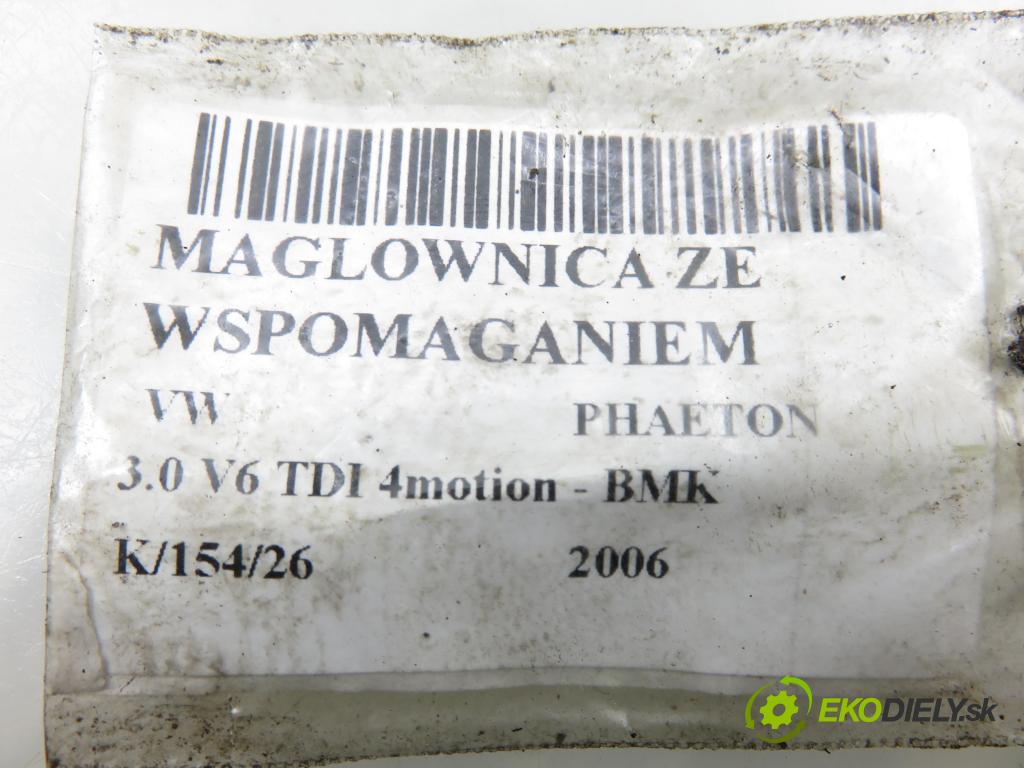 MAGLOWNICA ZE
WSPOMAGANIEM
VW PHAETON
3.0 V6 TDI 4motion - BMK
K/154/26 2006
EKODIELY.sk